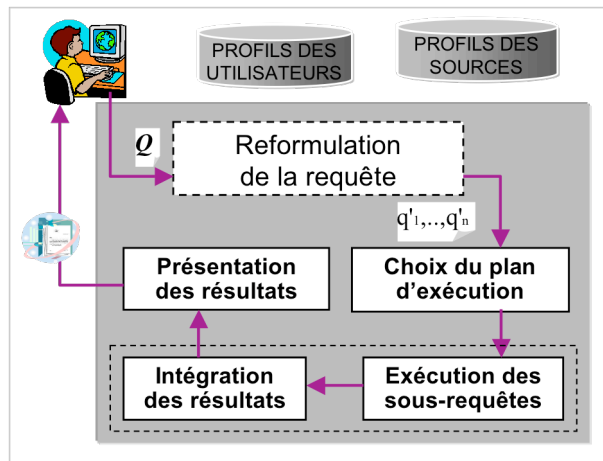 PROFILS DES
UTILISATEURS
PROFILS DES
SOURCES
Q
Reformulation
de la requête
q'1,..,q'n
Présentation
des résultats
Choix du plan
d'exécution
Intégration
des résultats
Exécution des
sous-requêtes